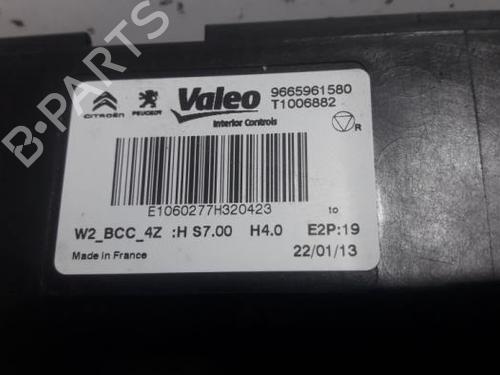 CITROËN PEUGEOT Valeo 9665961580
T1006882
Interior Controls
R
E1060277H320423 to
W2_BCC_4Z :H S7.00 H4.0 E2P:19
Made in France 22/01/13
B-PARTS